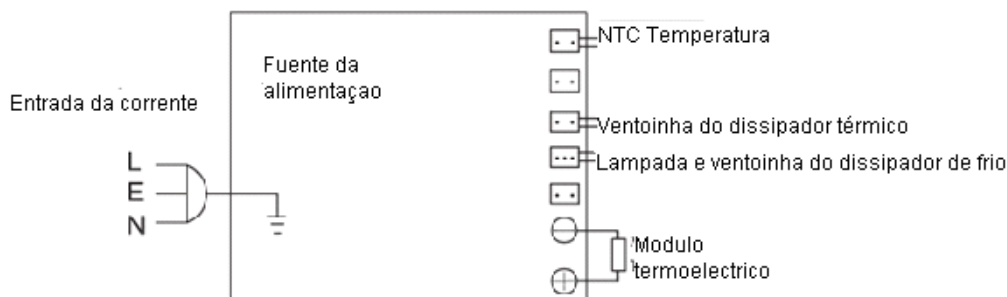 NTC Temperatura
Fuente da
alimentaçao
Entrada da corrente
Ventoinha do dissipador térmico
L
Lampada e ventoinha do dissipador de frio
E
N
Modulo
termoelectrico